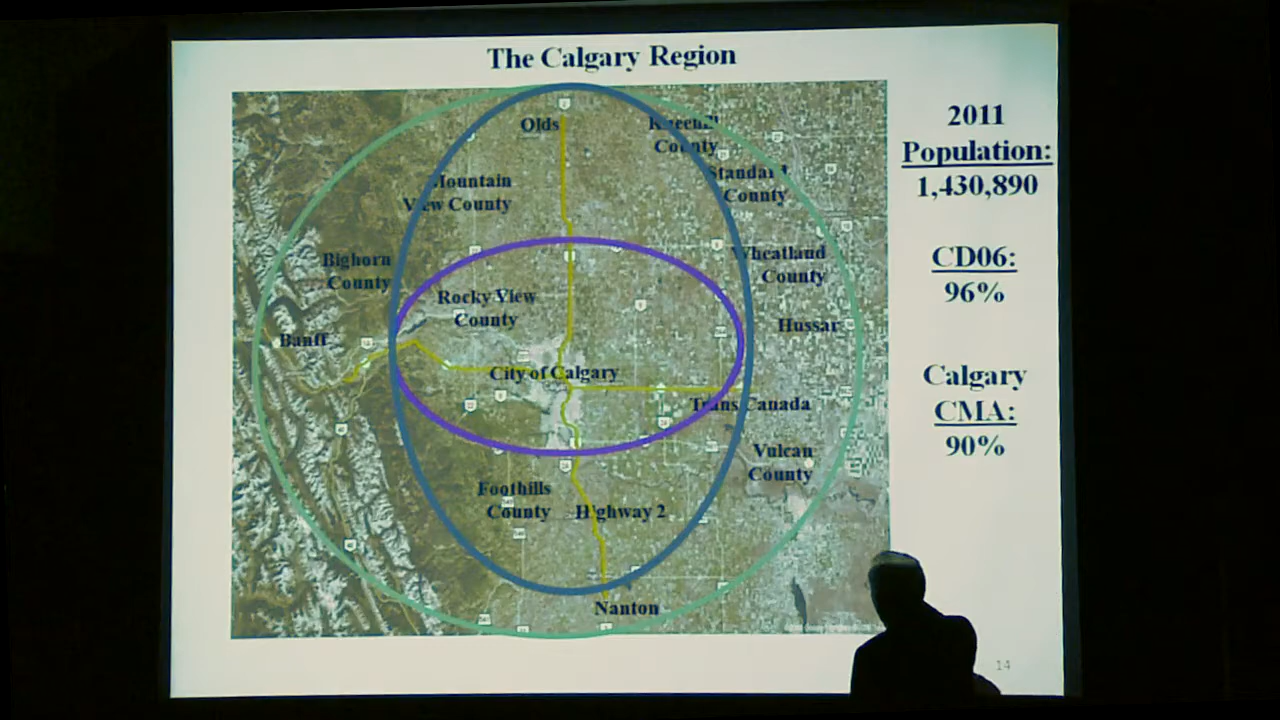 The Calgary Region
Olds
Kneehill
County
Mountain
View County
Standard
County
Bighorn
County
Wheatland
County
Rocky View
County
Banff
Hussar
City of Calgary
Trans Canada
Vulcan
County
Foothills
County
Highway 2
Nanton
2011
Population:
1,430,890
CD06:
96%
Calgary
CMA:
90%
14